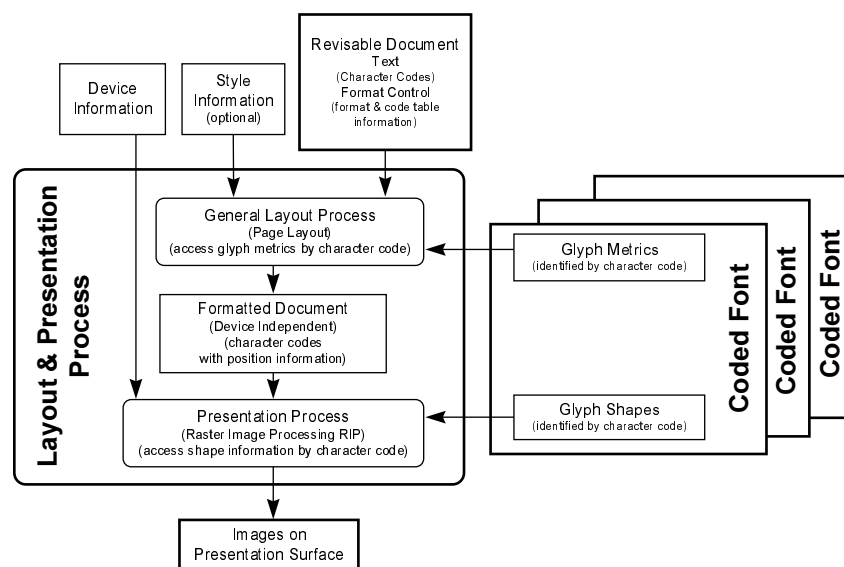 Revisable Document
Text
(Character Codes)
Format Control
(format & code table
information)
Device
Information
Style
Information
(optional)
Layout & Presentation
Process
General Layout Process
(Page Layout)
(access glyph metrics by character code)
Formatted Document
(Device Independent)
(character codes
with position information)
Presentation Process
(Raster Image Processing RIP)
(access shape information by character code)
Images on
Presentation Surface
Glyph Metrics
(identified by character code)
Glyph Shapes
(identified by character code)
Coded Font
Coded Font
Coded Font